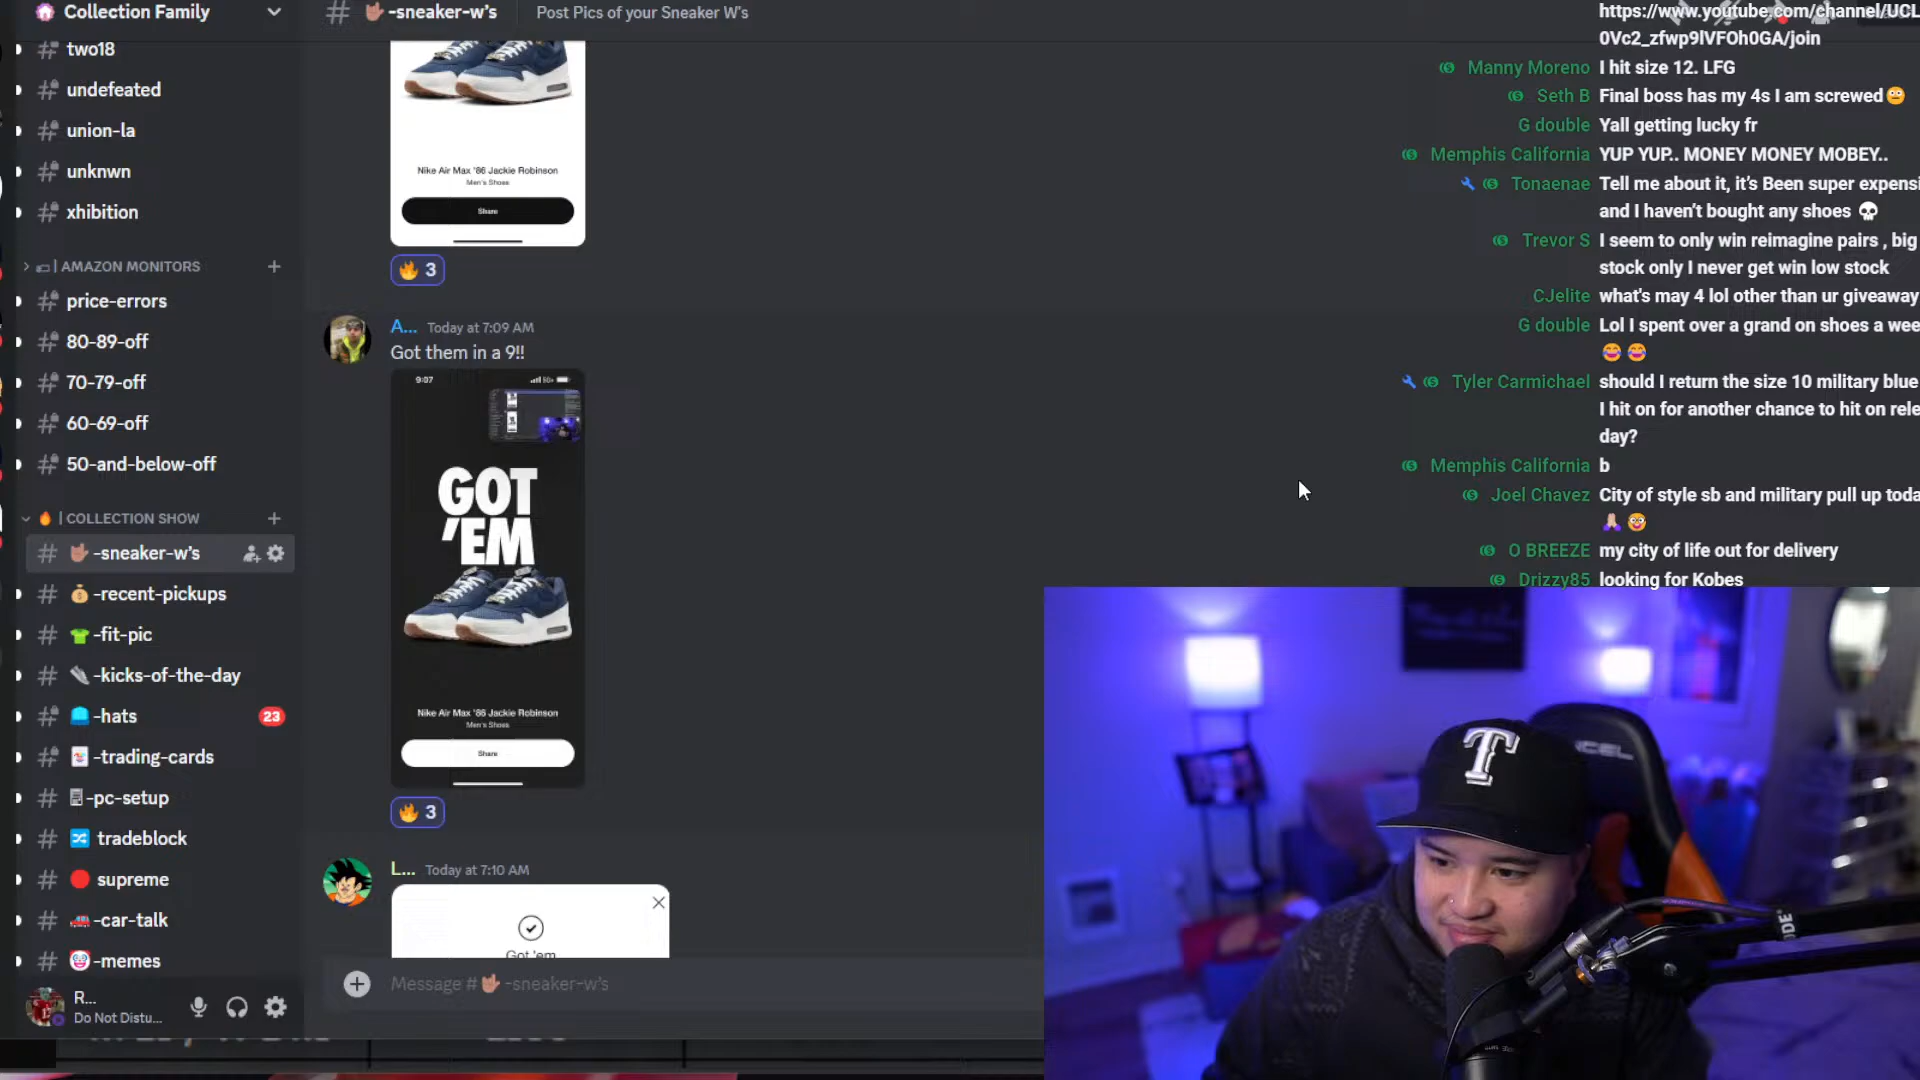 Collection Family
two18
undefeated
union-la
unknwn
xhibition
| AMAZON MONITORS
price-errors
80-89-off
70-79-off
60-69-off
50-and-below-off
| COLLECTION SHOW
-sneaker-w's
-recent-pickups
-fit-pic
-kicks-of-the-day
-hats
23
-trading-cards
-pc-setup
tradeblock
supreme
-car-talk
-memes
R...
Do Not Distu...
-sneaker-w's
Post Pics of your Sneaker W's
Nike Air Max '86 Jackie Robinson
Men's Shoes
Share
3
A... Today at 7:09 AM
Got them in a 9!!
9:07
GOT
'EM
Nike Air Max '86 Jackie Robinson
Men's Shoes
Share
3
L... Today at 7:10 AM
Got 'em
Message # -sneaker-w's
https://www.youtube.com/channel/UCL
0Vc2_zfwp9lVFOh0GA/join
Manny Moreno I hit size 12. LFG
Seth B Final boss has my 4s I am screwed
G double Yall getting lucky fr
Memphis California YUP YUP.. MONEY MONEY MOBEY..
Tonaenae Tell me about it, it's Been super expensi
and I haven't bought any shoes
Trevor S I seem to only win reimagine pairs , big
stock only I never get win low stock
CJelite what's may 4 lol other than ur giveaway
G double Lol I spent over a grand on shoes a wee
Tyler Carmichael should I return the size 10 military blue
I hit on for another chance to hit on rele
day?
Memphis California b
Joel Chavez City of style sb and military pull up toda
O BREEZE my city of life out for delivery
Drizzy85 looking for Kobes
T